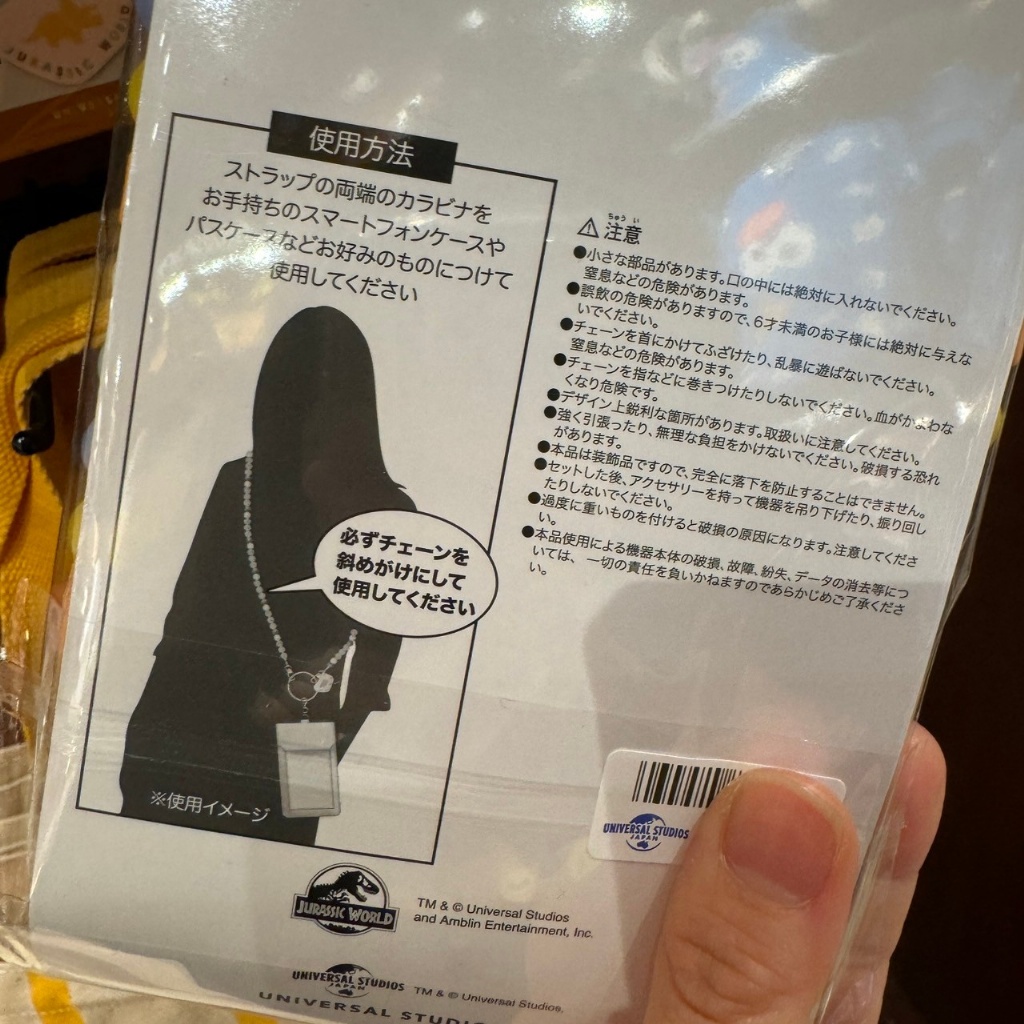 JURASSIC WORLD
使用方法
ストラップの両端のカラビナを
お手持ちのスマートフォンケースや
パスケースなどお好みのものにつけて
使用してください
必ずチェーンを
斜めがけにして
使用してください
※使用イメージ
ちゅう い
⚠注意
●小さな部品があります。口の中には絶対に入れないでください。
窒息などの危険があります。
●誤飲の危険がありますので、6才未満のお子様には絶対に与えな
いでください。
●チェーンを首にかけてふざけたり、乱暴に遊ばないでください。
窒息などの危険があります。
●チェーンを指などに巻きつけたりしないでください。血がかよわな
くなり危険です。
●デザイン上鋭利な箇所があります。取扱いに注意してください。
●強く引張ったり、無理な負担をかけないでください。破損する恐れ
があります。
●本品は装飾品ですので、完全に落下を防止することはできません。
●セットした後、アクセサリーを持って機器を吊り下げたり、振り回し
たりしないでください。
●過度に重いものを付けると破損の原因になります。注意してくださ
い。
●本品使用による機器本体の破損、故障、紛失、データの消去等につ
いては、一切の責任を負いかねますのであらかじめご了承くださ
い。
UNIVERSAL STUDIOS
JAPAN
JURASSIC WORLD
TM & © Universal Studios
and Amblin Entertainment, Inc.
UNIVERSAL STUDIOS
JAPAN
TM & © Universal Studios.
UNIVERSAL STUDIOS